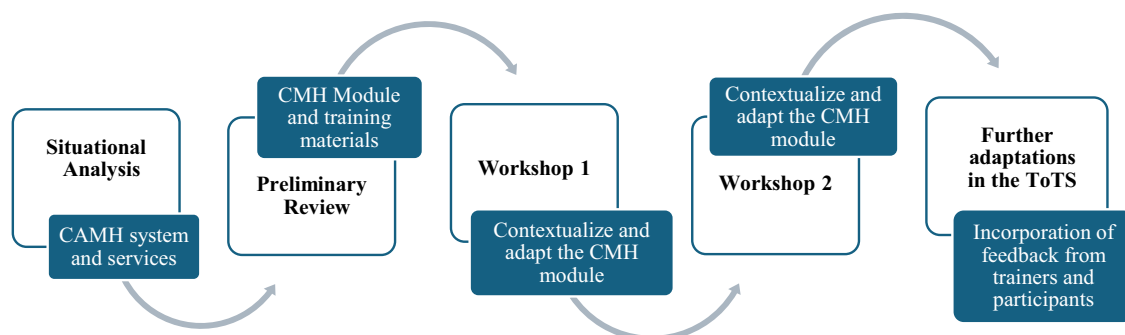 Situational
Analysis
CAMH system
and services
CMH Module
and training
materials
Preliminary
Review
Workshop 1
Contextualize and
adapt the CMH
module
Contextualize and
adapt the CMH
module
Workshop 2
Further
adaptations
in the ToTS
Incorporation of
feedback from
trainers and
participants